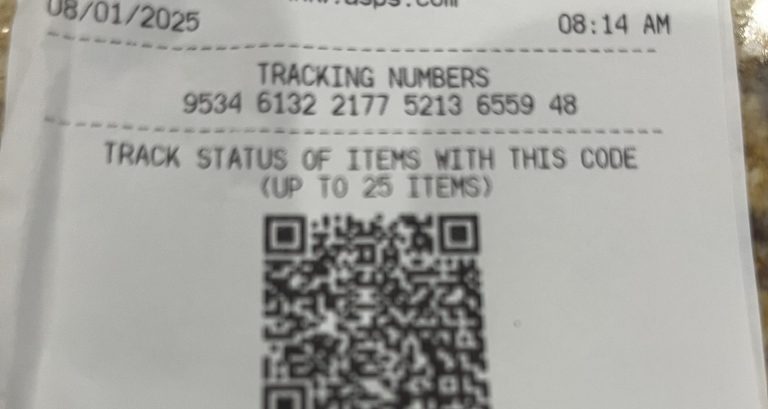 08/01/2025 08:14 AM
TRACKING NUMBERS
9534 6132 2177 5213 6559 48
TRACK STATUS OF ITEMS WITH THIS CODE
(UP TO 25 ITEMS)